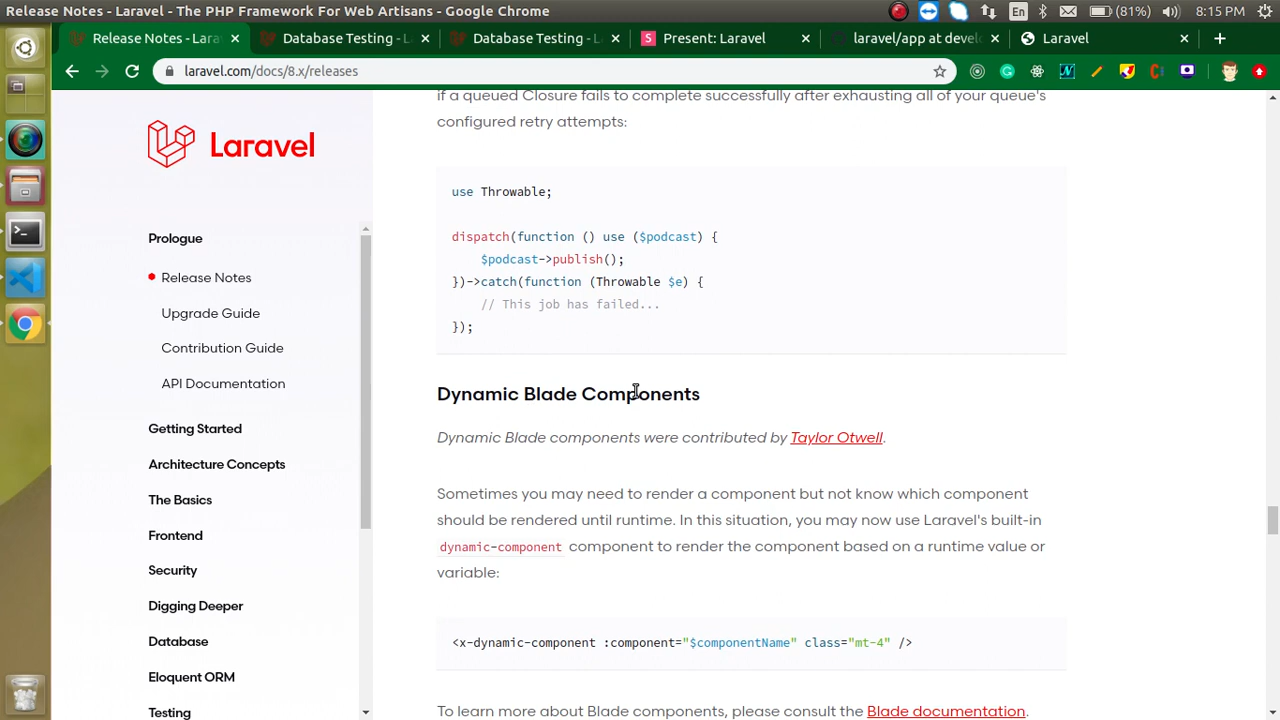 Release Notes - Laravel - The PHP Framework For Web Artisans - Google Chrome
En
(81%)
8:15 PM
Release Notes - Lara
Database Testing - L
Database Testing - L
Present: Laravel
laravel/app at devel
Laravel
laravel.com/docs/8.x/releases
Laravel
Prologue
Release Notes
Upgrade Guide
Contribution Guide
API Documentation
Getting Started
Architecture Concepts
The Basics
Frontend
Security
Digging Deeper
Database
Eloquent ORM
Testing
if a queued Closure fails to complete successfully after exhausting all of your queue's
configured retry attempts:
use Throwable;
dispatch(function () use ($podcast) {
$podcast->publish();
})->catch(function (Throwable $e) {
// This job has failed...
});
Dynamic Blade Components
Dynamic Blade components were contributed by Taylor Otwell.
Sometimes you may need to render a component but not know which component
should be rendered until runtime. In this situation, you may now use Laravel's built-in
dynamic-component component to render the component based on a runtime value or
variable:
<x-dynamic-component :component="$componentName" class="mt-4" />
To learn more about Blade components, please consult the Blade documentation.